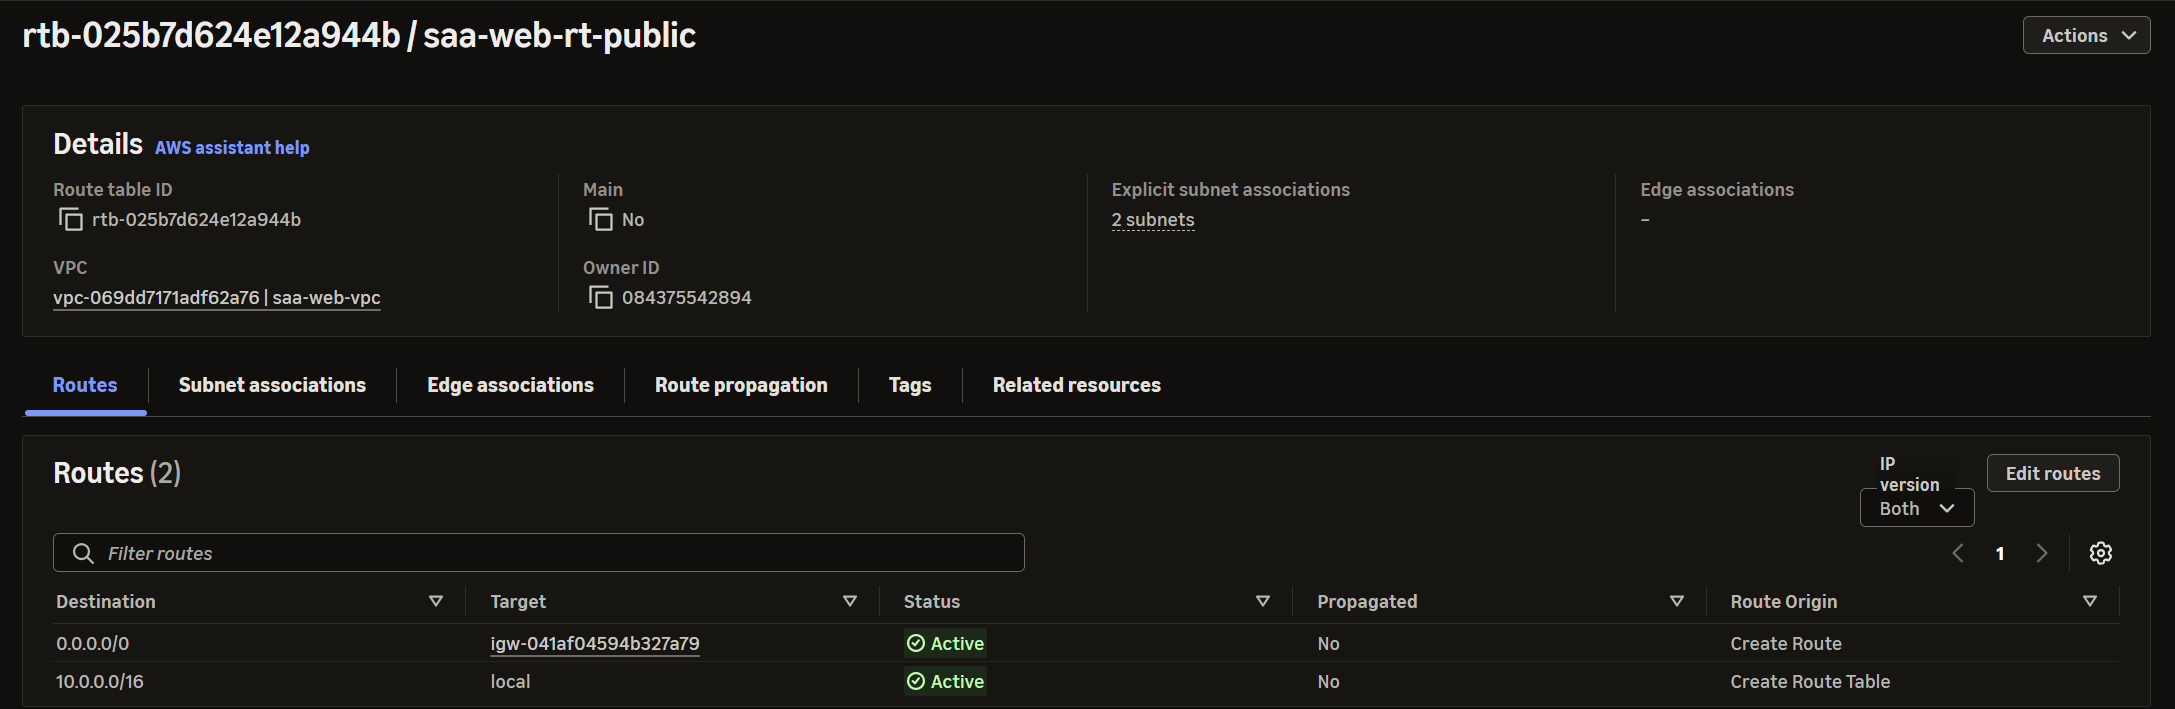 rtb-025b7d624e12a944b / saa-web-rt-public
Actions
Details AWS assistant help
Route table ID
rtb-025b7d624e12a944b
Main
No
Explicit subnet associations
2 subnets
Edge associations
–
VPC
vpc-069dd7171adf62a76 | saa-web-vpc
Owner ID
084375542894
Routes Subnet associations Edge associations Route propagation Tags Related resources
Routes (2)
IP version
Both
Edit routes
Filter routes
1
Destination Target Status Propagated Route Origin
0.0.0.0/0 igw-041af04594b327a79 Active No Create Route
10.0.0.0/16 local Active No Create Route Table